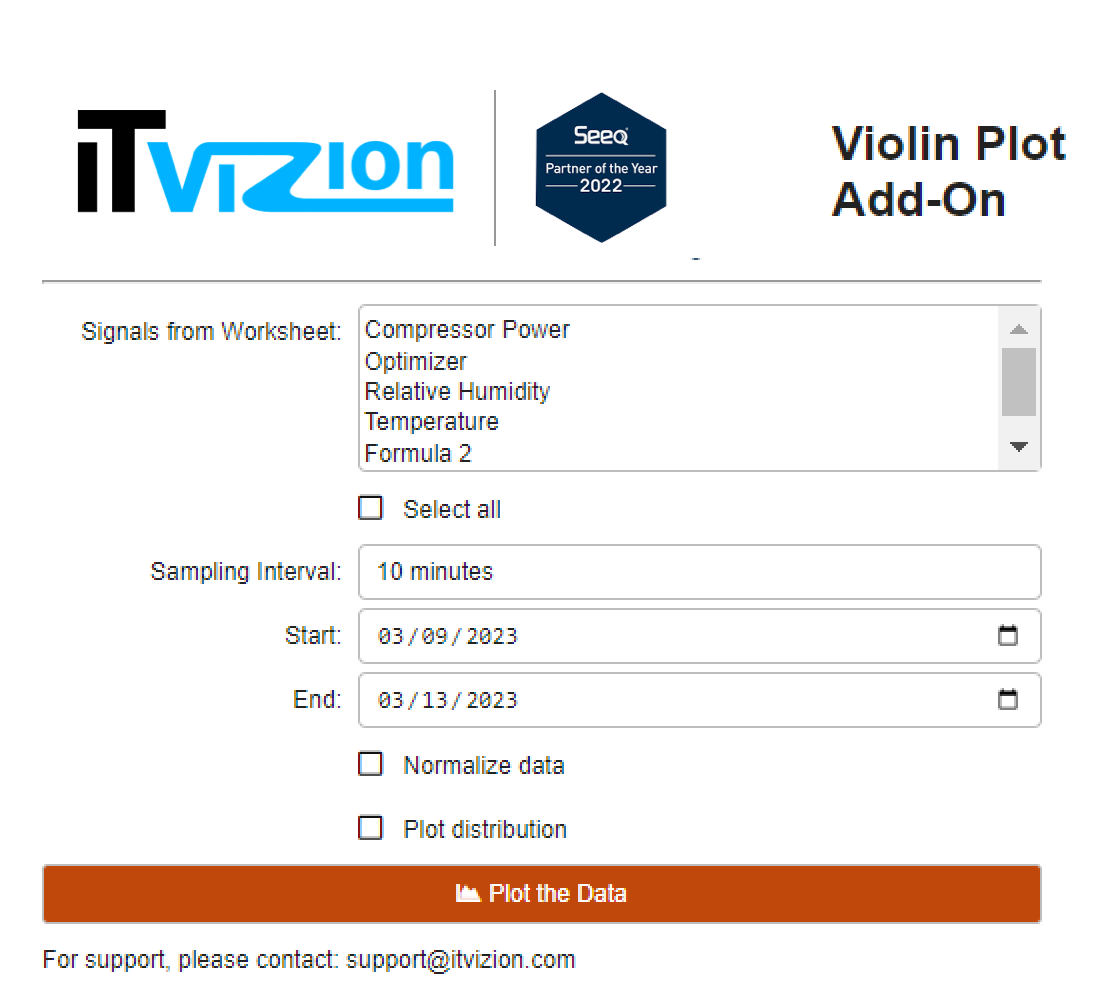 iTVizion
Seeq
Partner of the Year
2022
Violin Plot
Add-On
Signals from Worksheet:
Compressor Power
Optimizer
Relative Humidity
Temperature
Formula 2
Select all
Sampling Interval: 10 minutes
Start: 03/09/2023
End: 03/13/2023
Normalize data
Plot distribution
Plot the Data
For support, please contact: support@itvizion.com